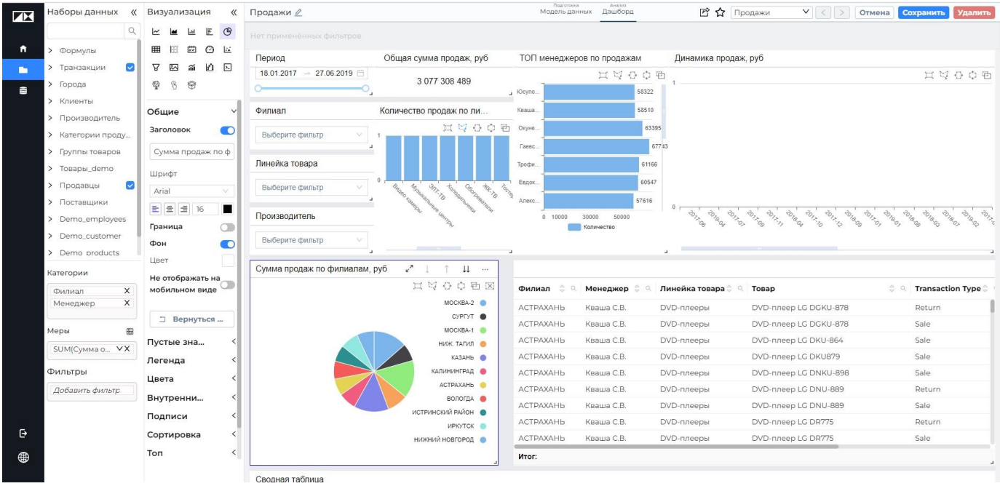 Наборы данных
Формулы
Транзакции
Города
Клиенты
Производитель
Категории проду...
Группы товаров
Товары_demo
Продавцы
Поставщики
Demo_employees
Demo_customer
Demo_products
Категории
Филиал X
Менеджер X
Меры
SUM(Сумма о... X
Фильтры
Добавить фильтр
Визуализация
Общие
Заголовок
Сумма продаж по ф
Шрифт
Arial
16
Граница
Фон
Цвет
Не отображать на
мобильном виде
Вернуться ...
Пустые зна...
Легенда
Цвета
Внутренни...
Подписи
Сортировка
Топ
Продажи
Подготовка
Модель данных
Анализ
Дашборд
Продажи
Отмена
Сохранить
Удалить
Нет применённых фильтров
Период
18.01.2017 → 27.06.2019
Филиал
Выберите фильтр
Линейка товара
Выберите фильтр
Производитель
Выберите фильтр
Общая сумма продаж, руб
3 077 308 489
Количество продаж по ли...
1
0
Видео камеры
Музыкальные центры
ЭЛТ-ТВ
Холодильники
Обогреватели
ЖК-ТВ
Тостер
ТОП менеджеров по продажам
Юсупо... 58322
Кваша... 58510
Окуне... 63395
Гаевс... 67743
Трофи... 61166
Евдок... 60547
Алекс... 57616
0 10000 30000 50000
Количество
Динамика продаж, руб
1
0
2017-06
2019-04
2017-07
2017-09
2017-11
2018-04
2017-10
2017-12
2018-06
2019-01
2018-01
2018-08
2018-03
2018-07
2019-02
2017-0
Сумма продаж по филиалам, руб
МОСКВА-2
СУРГУТ
МОСКВА-1
НИЖ. ТАГИЛ
КАЗАНЬ
КАЛИНИНГРАД
АСТРАХАНЬ
ВОЛОГДА
ИСТРИНСКИЙ РАЙОН
ИРКУТСК
НИЖНИЙ НОВГОРОД
Филиал Менеджер Линейка товара Товар Transaction Type
АСТРАХАНЬ Кваша С.В. DVD-плееры DVD-плеер LG DGKU-878 Return
АСТРАХАНЬ Кваша С.В. DVD-плееры DVD-плеер LG DGKU-878 Sale
АСТРАХАНЬ Кваша С.В. DVD-плееры DVD-плеер LG DKU-864 Sale
АСТРАХАНЬ Кваша С.В. DVD-плееры DVD-плеер LG DKU879 Sale
АСТРАХАНЬ Кваша С.В. DVD-плееры DVD-плеер LG DNKU-898 Sale
АСТРАХАНЬ Кваша С.В. DVD-плееры DVD-плеер LG DNU-889 Return
АСТРАХАНЬ Кваша С.В. DVD-плееры DVD-плеер LG DNU-889 Sale
АСТРАХАНЬ Кваша С.В. DVD-плееры DVD-плеер LG DR775 Return
АСТРАХАНЬ Кваша С.В. DVD-плееры DVD-плеер LG DR775 Sale
Итог:
Сводная таблица